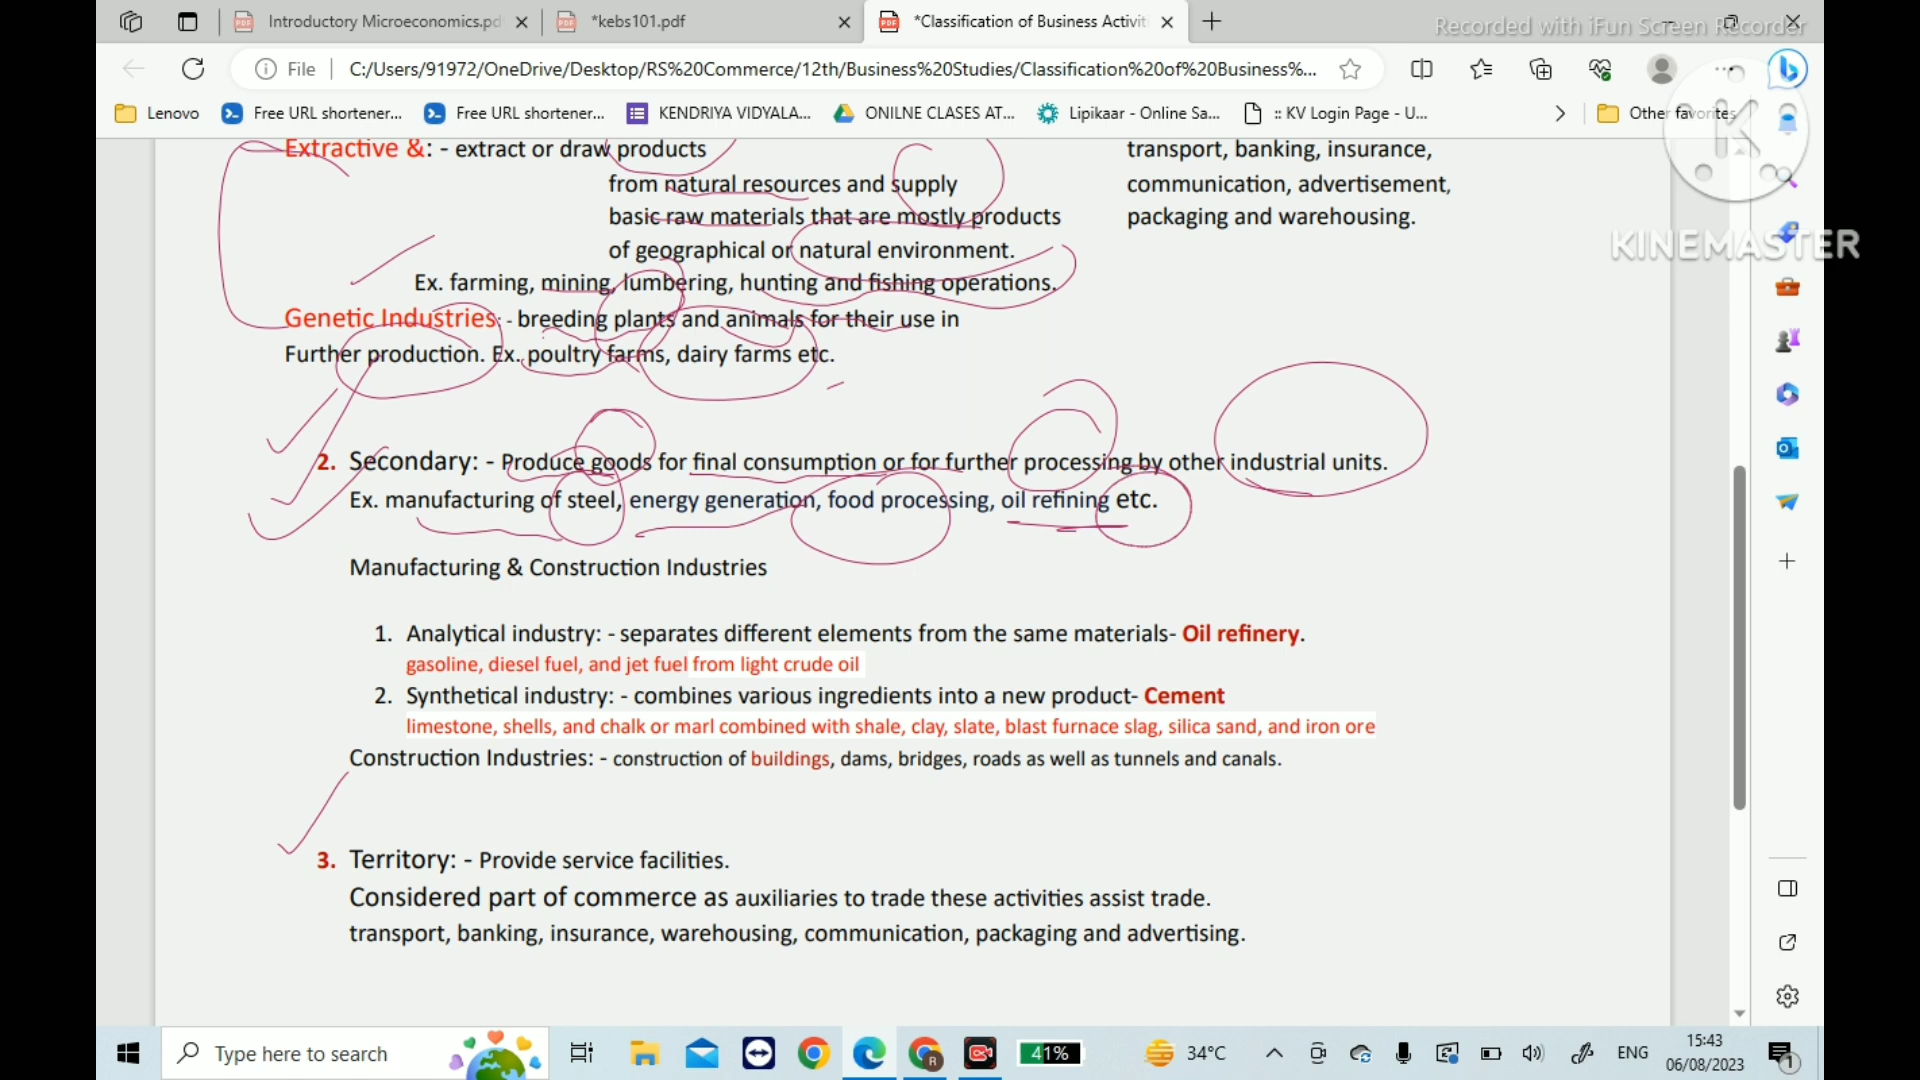 Introductory Microeconomics.pd
*kebs101.pdf
*Classification of Business Activiti
Recorded with iFun Screen Recorder
File
C:/Users/91972/OneDrive/Desktop/RS%20Commerce/12th/Business%20Studies/Classification%20of%20Business%...
Lenovo
Free URL shortener...
Free URL shortener...
KENDRIYA VIDYALA...
ONILNE CLASES AT...
Lipikaar - Online Sa...
:: KV Login Page - U...
Other favorites
K
KINEMASTER
Extractive &: - extract or draw products
from natural resources and supply
basic raw materials that are mostly products
of geographical or natural environment.
Ex. farming, mining, lumbering, hunting and fishing operations.
transport, banking, insurance,
communication, advertisement,
packaging and warehousing.
Genetic Industries: - breeding plants and animals for their use in
Further production. Ex. poultry farms, dairy farms etc.
2. Secondary: - Produce goods for final consumption or for further processing by other industrial units.
Ex. manufacturing of steel, energy generation, food processing, oil refining etc.
Manufacturing & Construction Industries
1. Analytical industry: - separates different elements from the same materials- Oil refinery.
gasoline, diesel fuel, and jet fuel from light crude oil
2. Synthetical industry: - combines various ingredients into a new product- Cement
limestone, shells, and chalk or marl combined with shale, clay, slate, blast furnace slag, silica sand, and iron ore
Construction Industries: - construction of buildings, dams, bridges, roads as well as tunnels and canals.
3. Territory: - Provide service facilities.
Considered part of commerce as auxiliaries to trade these activities assist trade.
transport, banking, insurance, warehousing, communication, packaging and advertising.
Type here to search
R
41%
34°C
ENG
15:43
06/08/2023
1